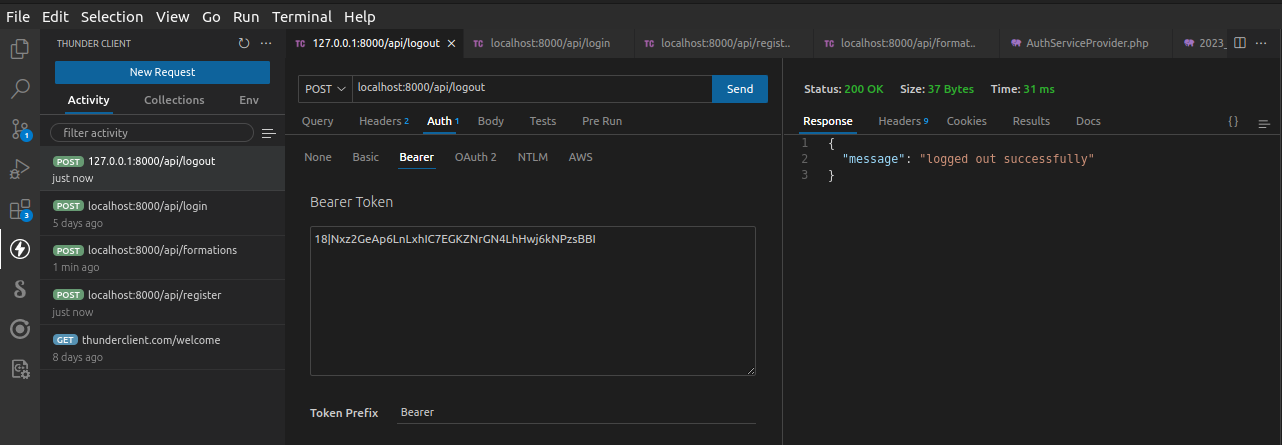 File Edit Selection View Go Run Terminal Help
THUNDER CLIENT
New Request
Activity Collections Env
filter activity
POST 127.0.0.1:8000/api/logout
just now
POST localhost:8000/api/login
5 days ago
POST localhost:8000/api/formations
1 min ago
POST localhost:8000/api/register
just now
GET thunderclient.com/welcome
8 days ago
1
3
TC 127.0.0.1:8000/api/logout
TC localhost:8000/api/login
TC localhost:8000/api/regist..
TC localhost:8000/api/format..
AuthServiceProvider.php
2023_
POST localhost:8000/api/logout Send
Query Headers 2 Auth 1 Body Tests Pre Run
None Basic Bearer OAuth 2 NTLM AWS
Bearer Token
18|Nxz2GeAp6LnLxhIC7EGKZNrGN4LhHwj6kNPzsBBI
Token Prefix Bearer
Status: 200 OK Size: 37 Bytes Time: 31 ms
Response Headers 9 Cookies Results Docs {}
1 {
2 "message": "logged out successfully"
3 }